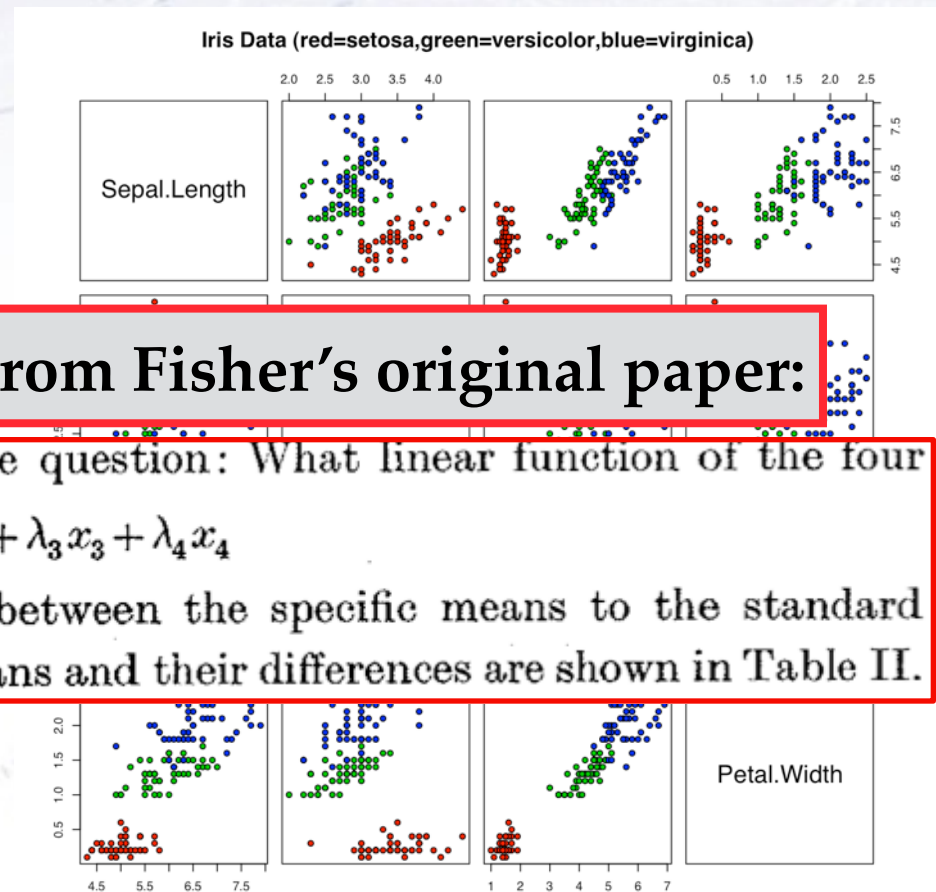 Iris Data (red=setosa,green=versicolor,blue=virginica)
2.0 2.5 3.0 3.5 4.0 0.5 1.0 1.5 2.0 2.5
Sepal.Length
7.5
6.5
5.5
4.5
rom Fisher's original paper:
e question: What linear function of the four
+ λ₃x₃ + λ₄x₄
between the specific means to the standard
ans and their differences are shown in Table II.
2.0
1.5
1.0
0.5
Petal.Width
4.5 5.5 6.5 7.5 1 2 3 4 5 6 7